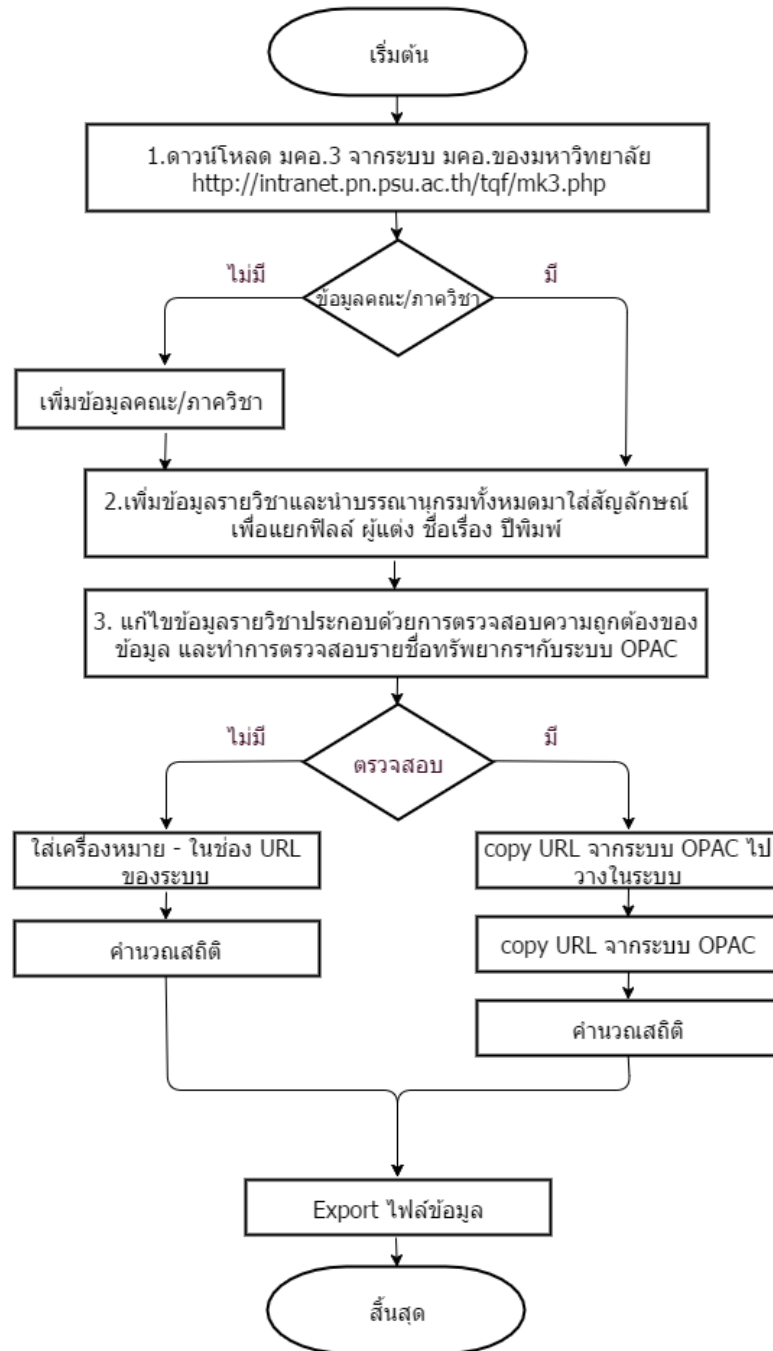 เริ่มต้น
1.ดาวน์โหลด มคอ.3 จากระบบ มคอ.ของมหาวิทยาลัย
http://intranet.pn.psu.ac.th/tqf/mk3.php
ไม่มี
มี
ข้อมูลคณะ/ภาควิชา
เพิ่มข้อมูลคณะ/ภาควิชา
2.เพิ่มข้อมูลรายวิชาและนำบรรณานุกรมทั้งหมดมาใส่สัญลักษณ์
เพื่อแยกฟิลล์ ผู้แต่ง ชื่อเรื่อง ปีพิมพ์
3. แก้ไขข้อมูลรายวิชาประกอบด้วยการตรวจสอบความถูกต้องของ
ข้อมูล และทำการตรวจสอบรายชื่อทรัพยากรฯกับระบบ OPAC
ไม่มี
มี
ตรวจสอบ
ใส่เครื่องหมาย - ในช่อง URL
ของระบบ
copy URL จากระบบ OPAC ไป
วางในระบบ
คำนวณสถิติ
copy URL จากระบบ OPAC
คำนวณสถิติ
Export ไฟล์ข้อมูล
สิ้นสุด